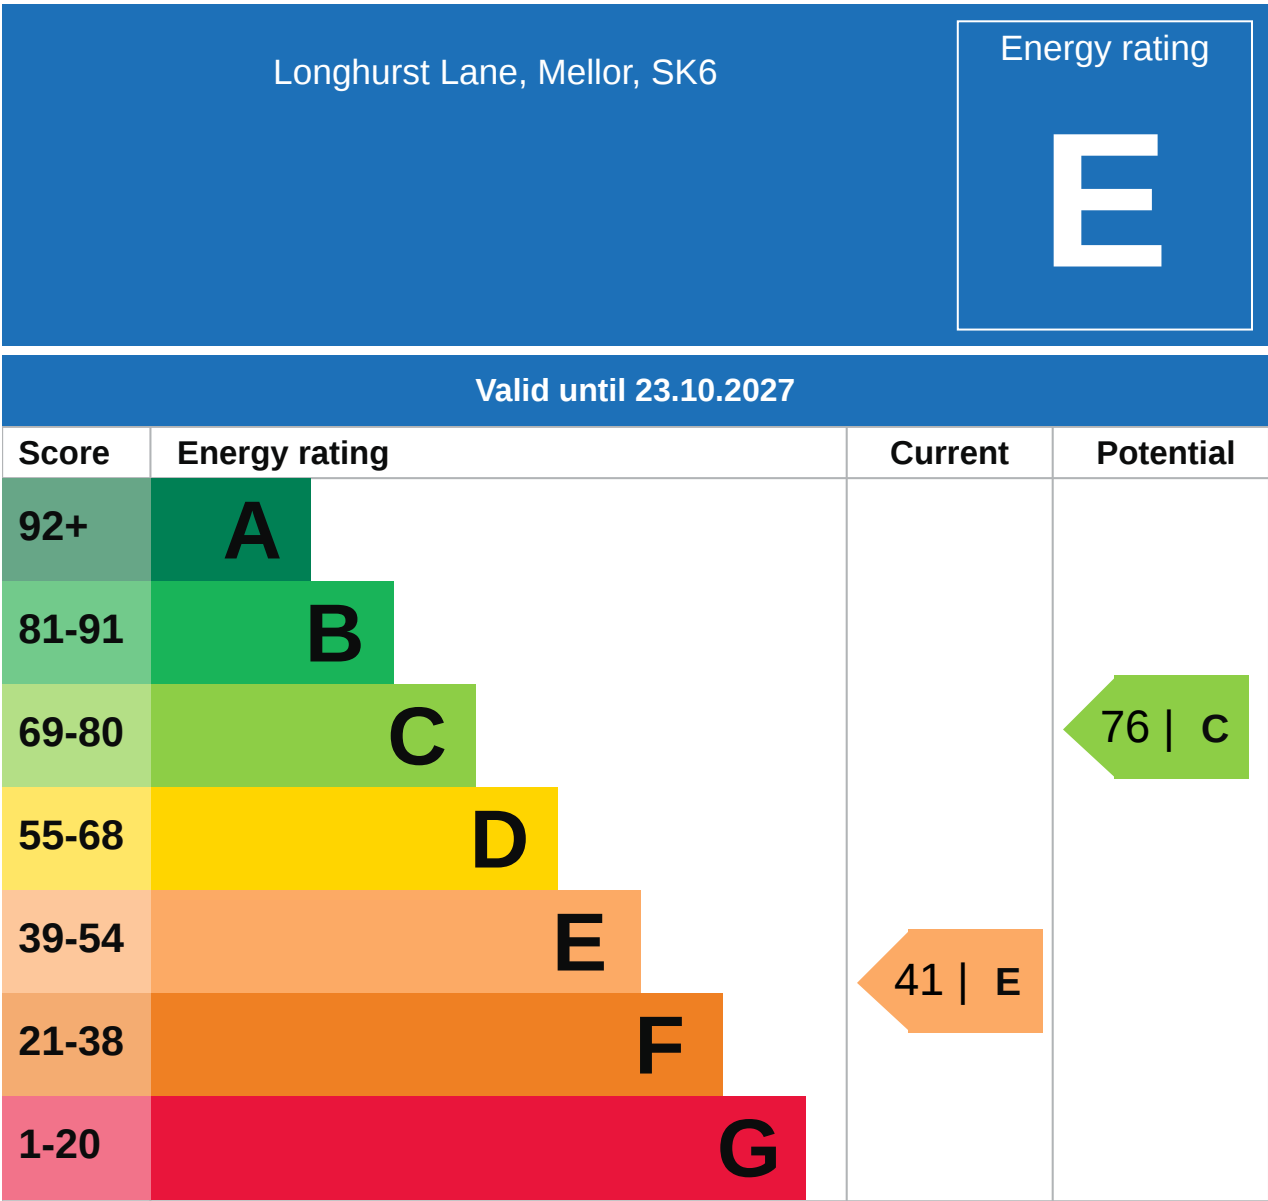 Longhurst Lane, Mellor, SK6
Energy rating
E
Valid until 23.10.2027
Score Energy rating Current Potential
92+ A
81-91 B
69-80 C
76 | C
55-68 D
39-54 E
41 | E
21-38 F
1-20 G